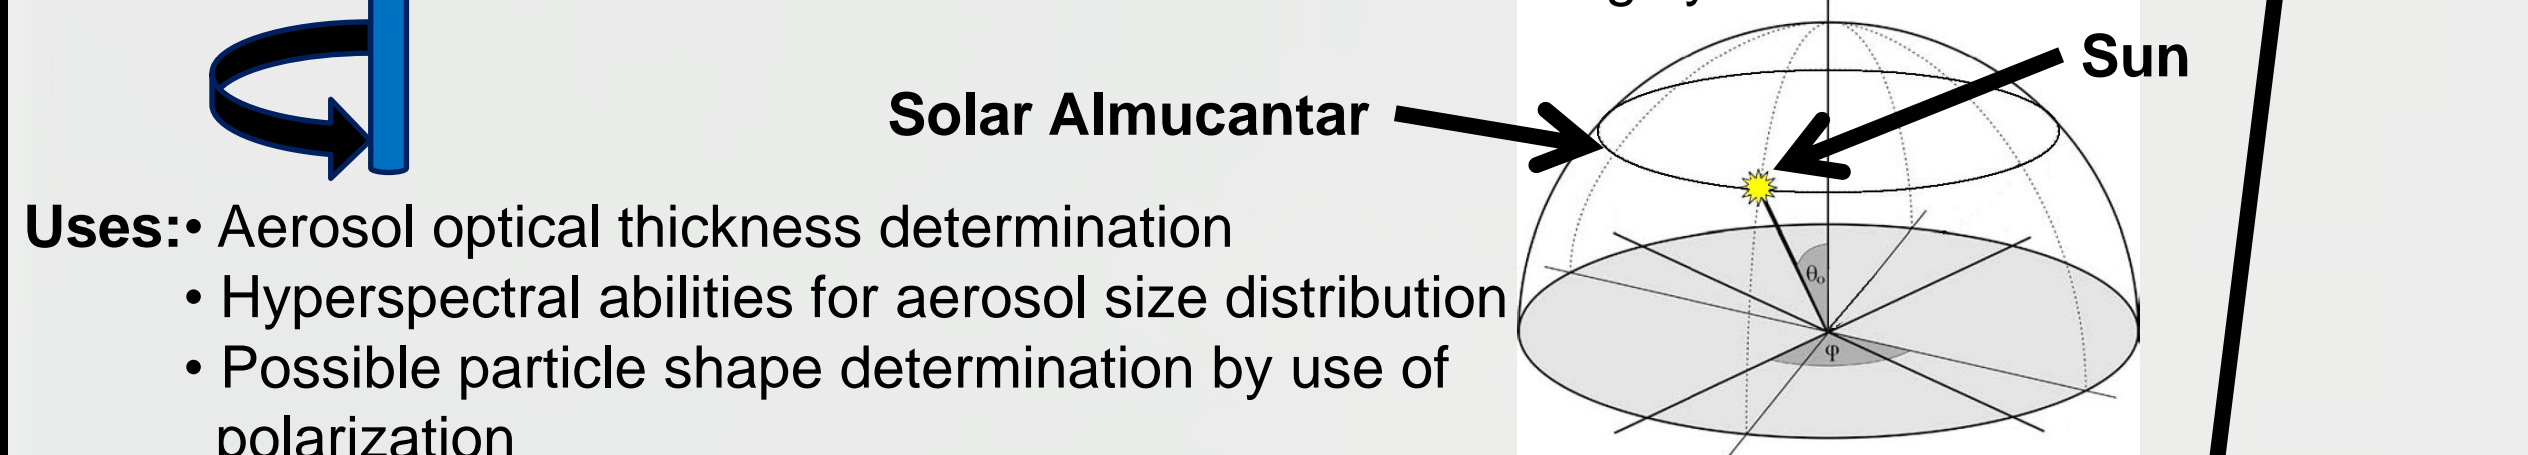 Sun
Solar Almucantar
Uses:• Aerosol optical thickness determination
• Hyperspectral abilities for aerosol size distribution
• Possible particle shape determination by use of
polarization
θo
φ